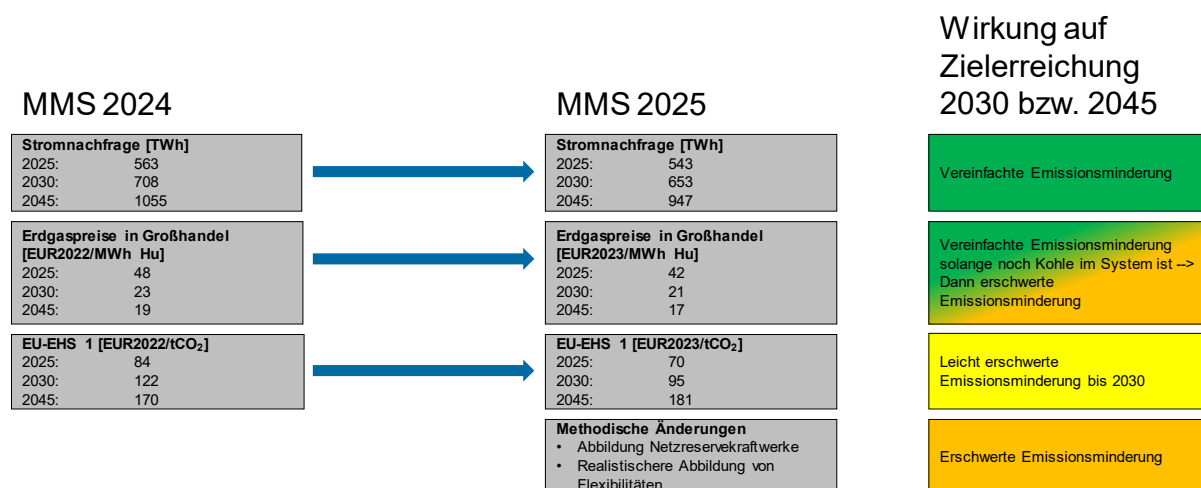 MMS 2024
MMS 2025
Wirkung auf
Zielerreichung
2030 bzw. 2045
Stromnachfrage [TWh]
2025: 563
2030: 708
2045: 1055
Stromnachfrage [TWh]
2025: 543
2030: 653
2045: 947
Vereinfachte Emissionsminderung
Erdgaspreise in Großhandel
[EUR2022/MWh Hu]
2025: 48
2030: 23
2045: 19
Erdgaspreise in Großhandel
[EUR2023/MWh Hu]
2025: 42
2030: 21
2045: 17
Vereinfachte Emissionsminderung
solange noch Kohle im System ist -->
Dann erschwerte
Emissionsminderung
EU-EHS 1 [EUR2022/tCO₂]
2025: 84
2030: 122
2045: 170
EU-EHS 1 [EUR2023/tCO₂]
2025: 70
2030: 95
2045: 181
Leicht erschwerte
Emissionsminderung bis 2030
Methodische Änderungen
• Abbildung Netzreservekraftwerke
• Realistischere Abbildung von
Flexibilitäten
Erschwerte Emissionsminderung